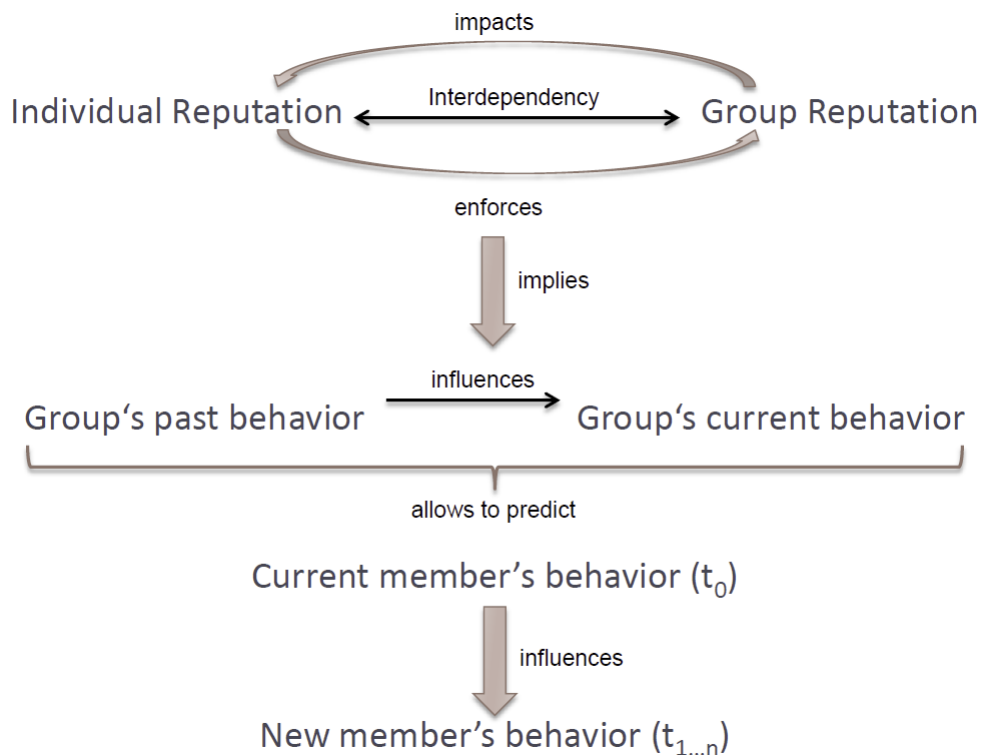 impacts
Individual Reputation Interdependency Group Reputation
enforces
implies
influences
Group‘s past behavior Group‘s current behavior
allows to predict
Current member’s behavior (t0)
influences
New member’s behavior (t1...n)